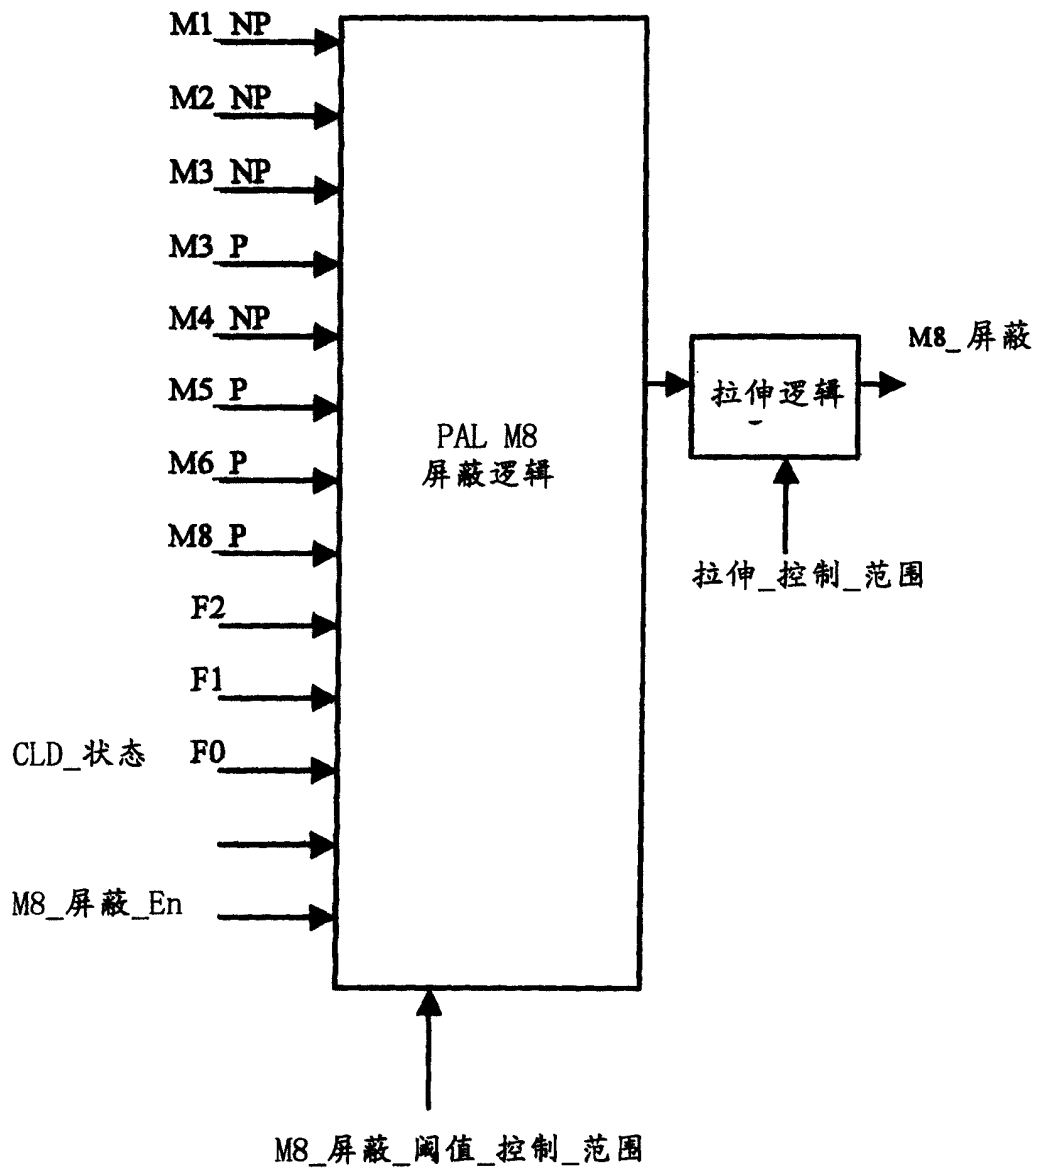 M1_NP
M2_NP
M3_NP
M3_P
M4_NP
M5_P
M6_P
M8_P
F2
F1
CLD_状态 F0
M8_屏蔽_En
PAL M8
屏蔽逻辑
拉伸逻辑
M8_屏蔽
拉伸_控制_范围
M8_屏蔽_阈值_控制_范围